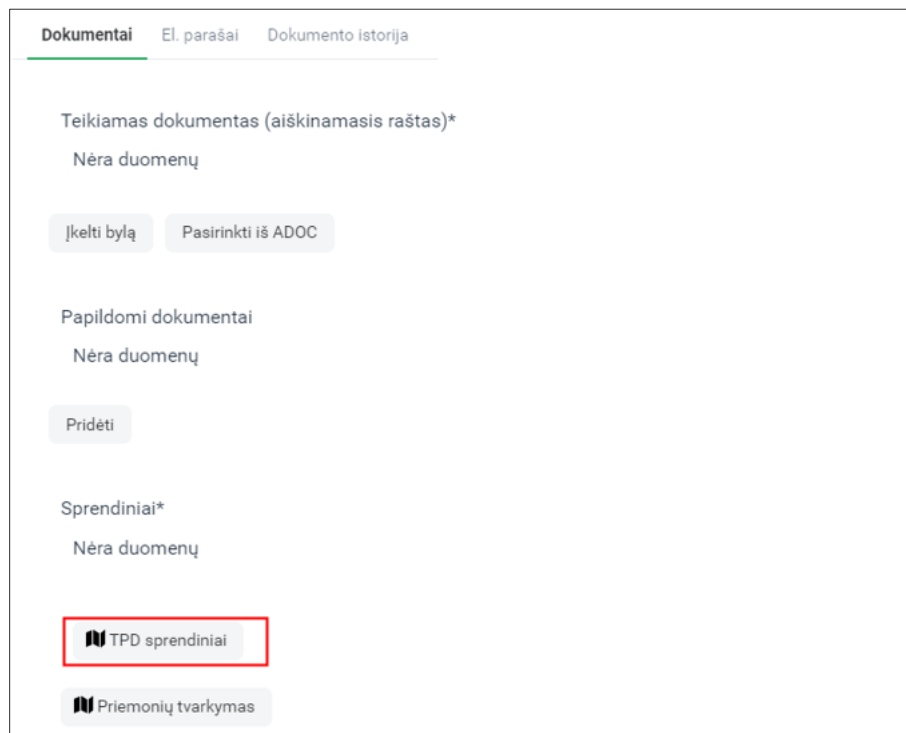 Dokumentai El. parašai Dokumento istorija
Teikiamas dokumentas (aiškinamasis raštas)*
Nėra duomenų
Įkelti bylą Pasirinkti iš ADOC
Papildomi dokumentai
Nėra duomenų
Pridėti
Sprendiniai*
Nėra duomenų
TPD sprendiniai
Priemonių tvarkymas